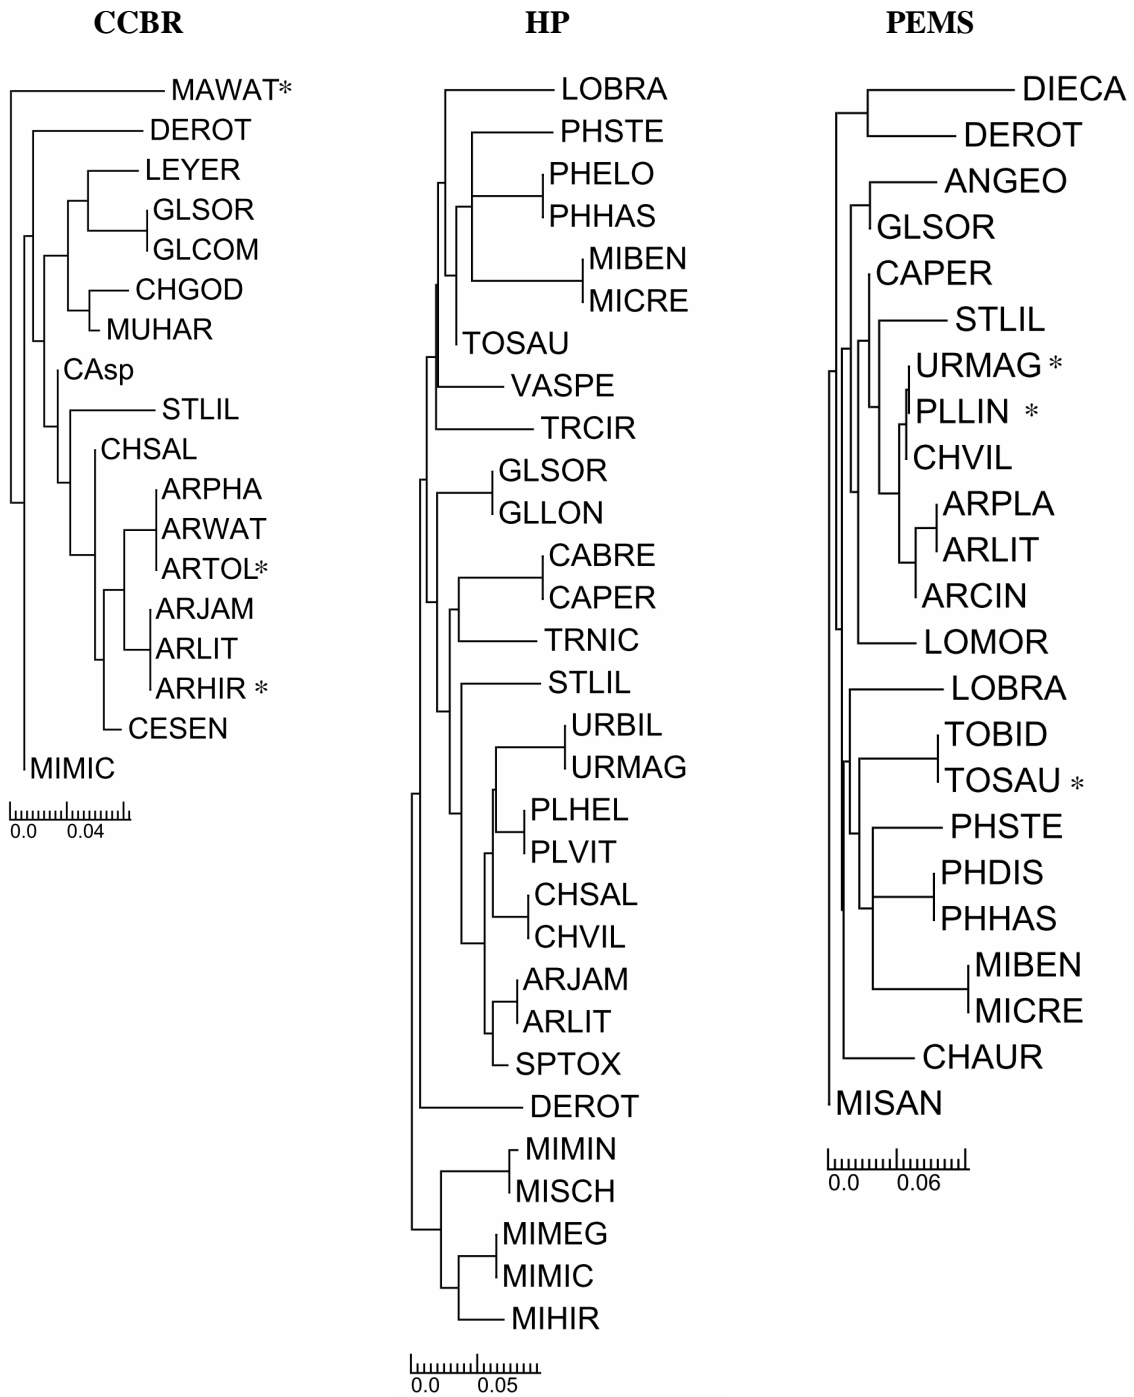 CCBR
MAWAT*
DEROT
LEYER
GLSOR
GLCOM
CHGOD
MUHAR
CAsp
STLIL
CHSAL
ARPHA
ARWAT
ARTOL*
ARJAM
ARLIT
ARHIR *
CESEN
MIMIC
0.0 0.04
HP
LOBRA
PHSTE
PHELO
PHHAS
MIBEN
MICRE
TOSAU
VASPE
TRCIR
GLSOR
GLLON
CABRE
CAPER
TRNIC
STLIL
URBIL
URMAG
PLHEL
PLVIT
CHSAL
CHVIL
ARJAM
ARLIT
SPTOX
DEROT
MIMIN
MISCH
MIMEG
MIMIC
MIHIR
0.0 0.05
PEMS
DIECA
DEROT
ANGEO
GLSOR
CAPER
STLIL
URMAG *
PLLIN *
CHVIL
ARPLA
ARLIT
ARCIN
LOMOR
LOBRA
TOBID
TOSAU *
PHSTE
PHDIS
PHHAS
MIBEN
MICRE
CHAUR
MISAN
0.0 0.06